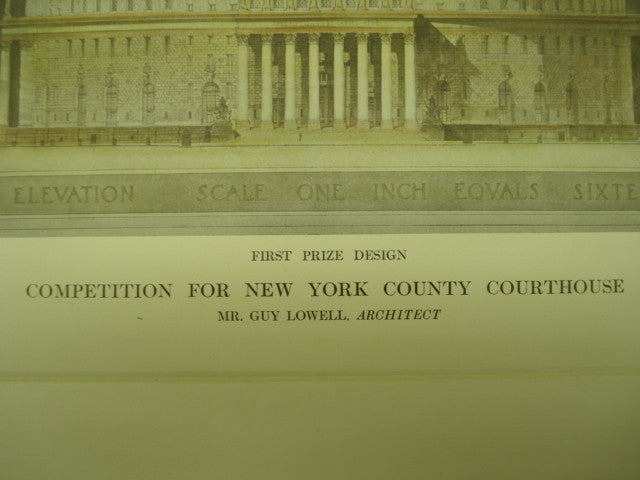 ELEVATION SCALE ONE INCH EQVALS
FIRST PRIZE DESIGN
COMPETITION FOR NEW YORK COUNTY COURTHOUSE
MR. GUY LOWELL, ARCHITECT